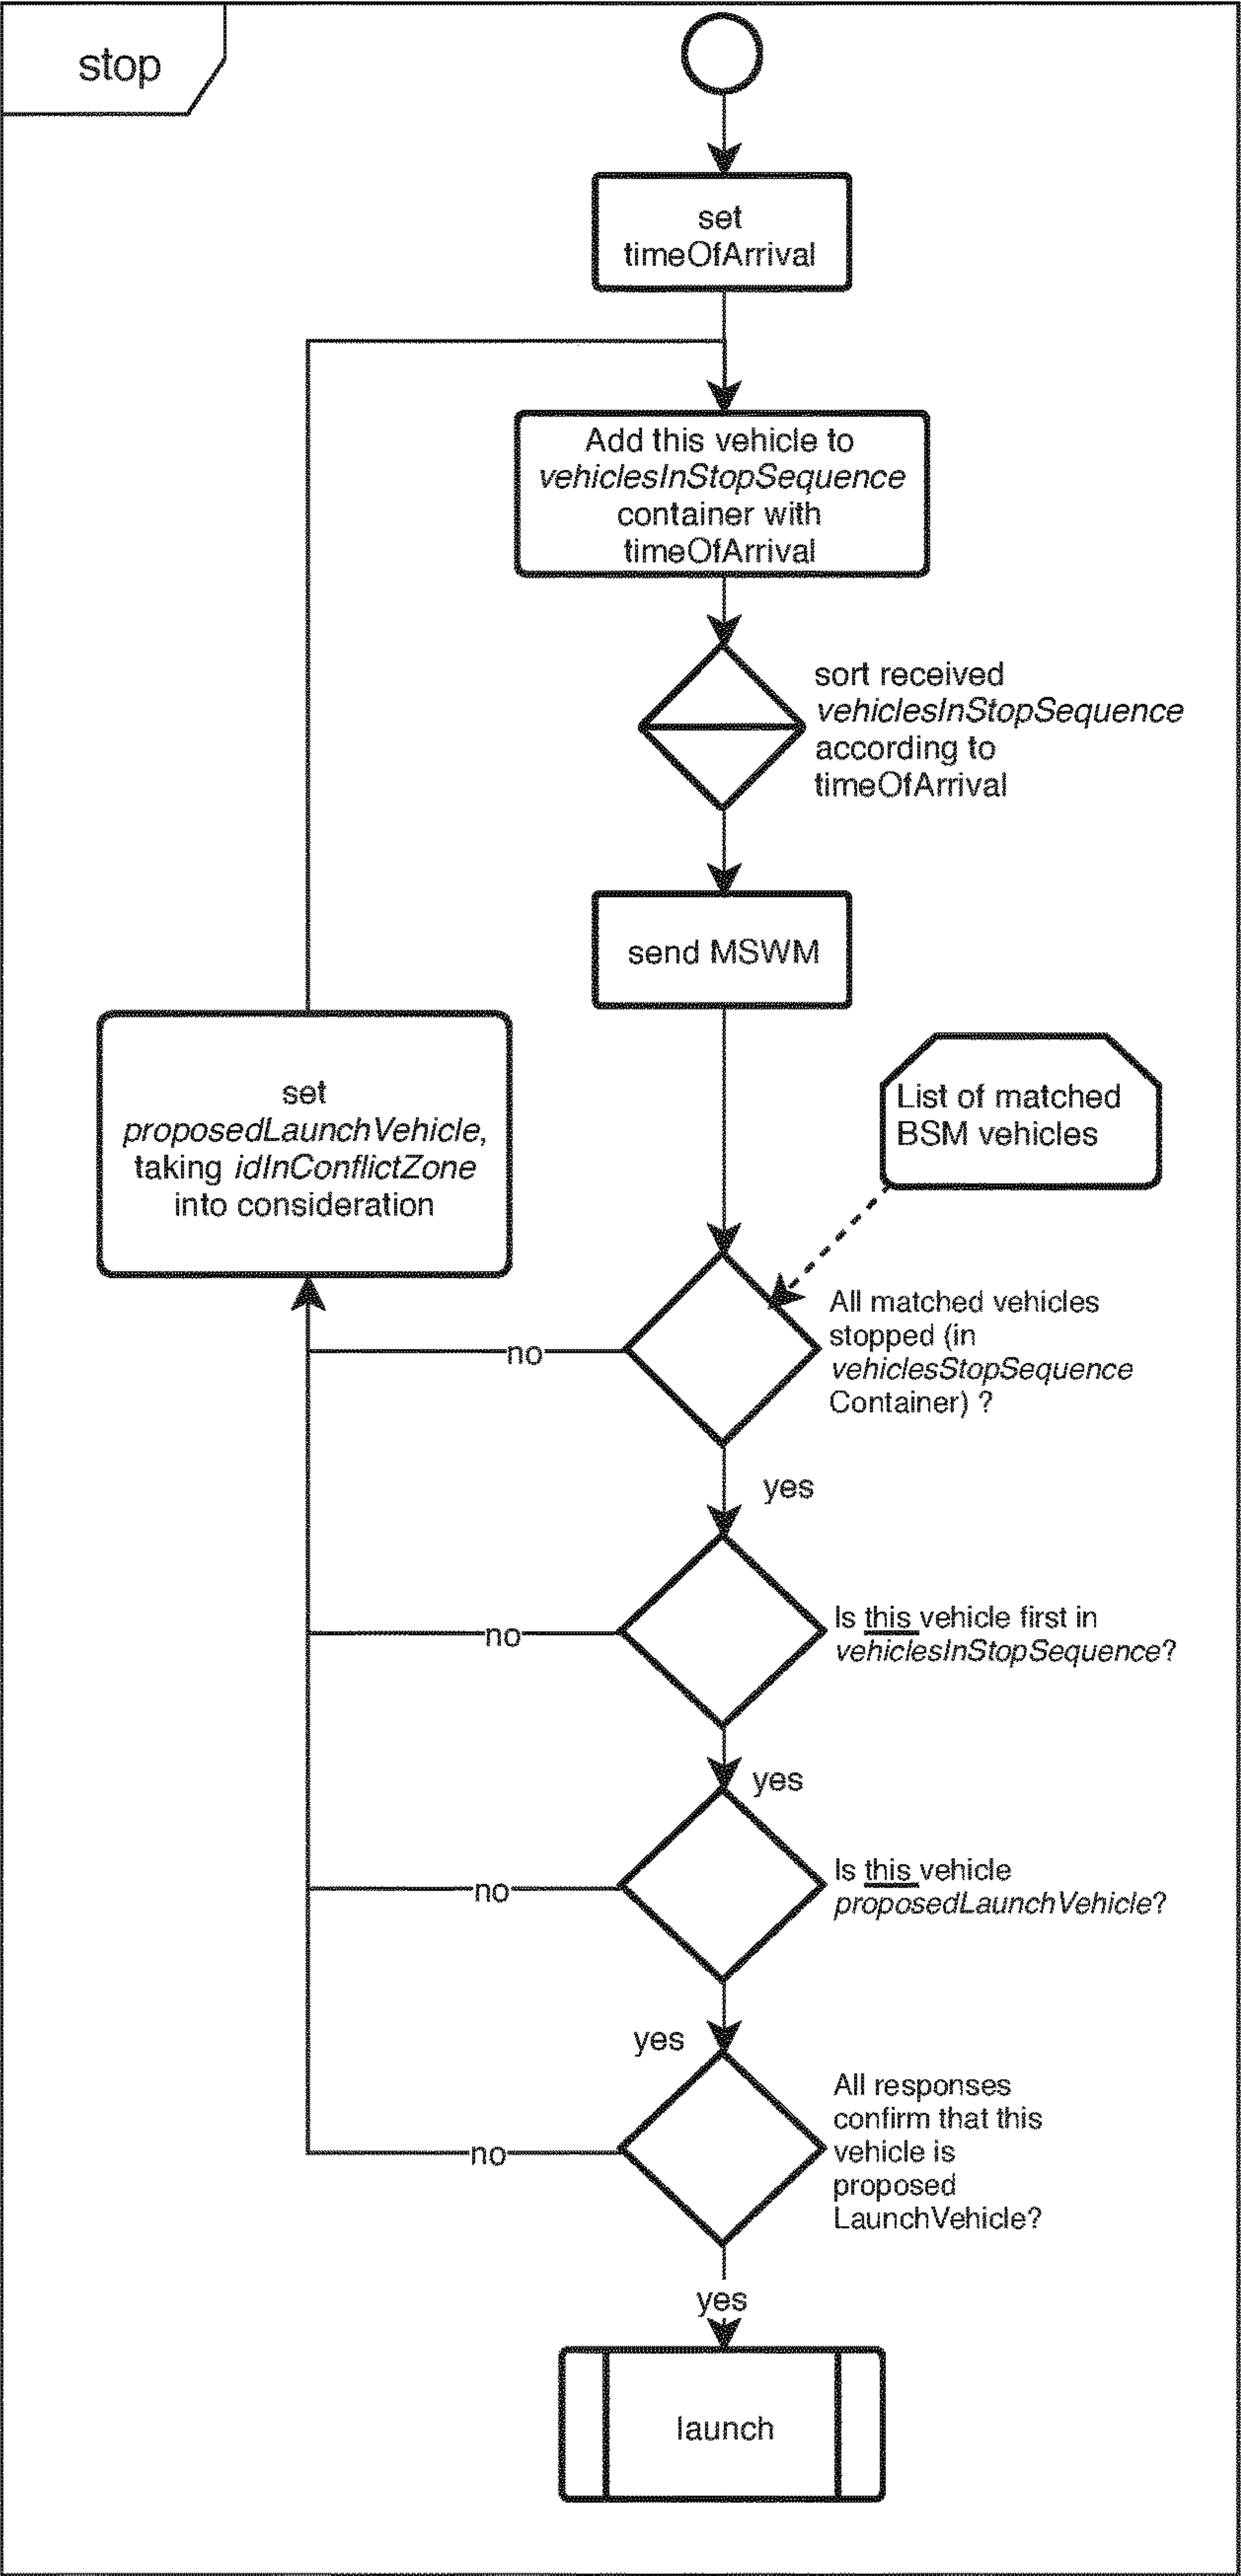 stop
set
timeOfArrival
Add this vehicle to
vehiclesInStopSequence
container with
timeOfArrival
sort received
vehiclesInStopSequence
according to
timeOfArrival
send MSWM
List of matched
BSM vehicles
set
proposedLaunchVehicle,
taking idInConflictZone
into consideration
All matched vehicles
stopped (in
vehiclesStopSequence
Container) ?
no
yes
Is this vehicle first in
vehiclesInStopSequence?
no
yes
Is this vehicle
proposedLaunchVehicle?
no
yes
All responses
confirm that this
vehicle is
proposed
LaunchVehicle?
no
yes
launch